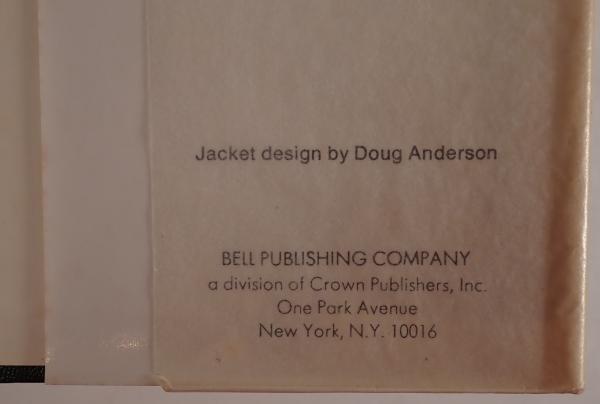 Jacket design by Doug Anderson
BELL PUBLISHING COMPANY
a division of Crown Publishers, Inc.
One Park Avenue
New York, N.Y. 10016